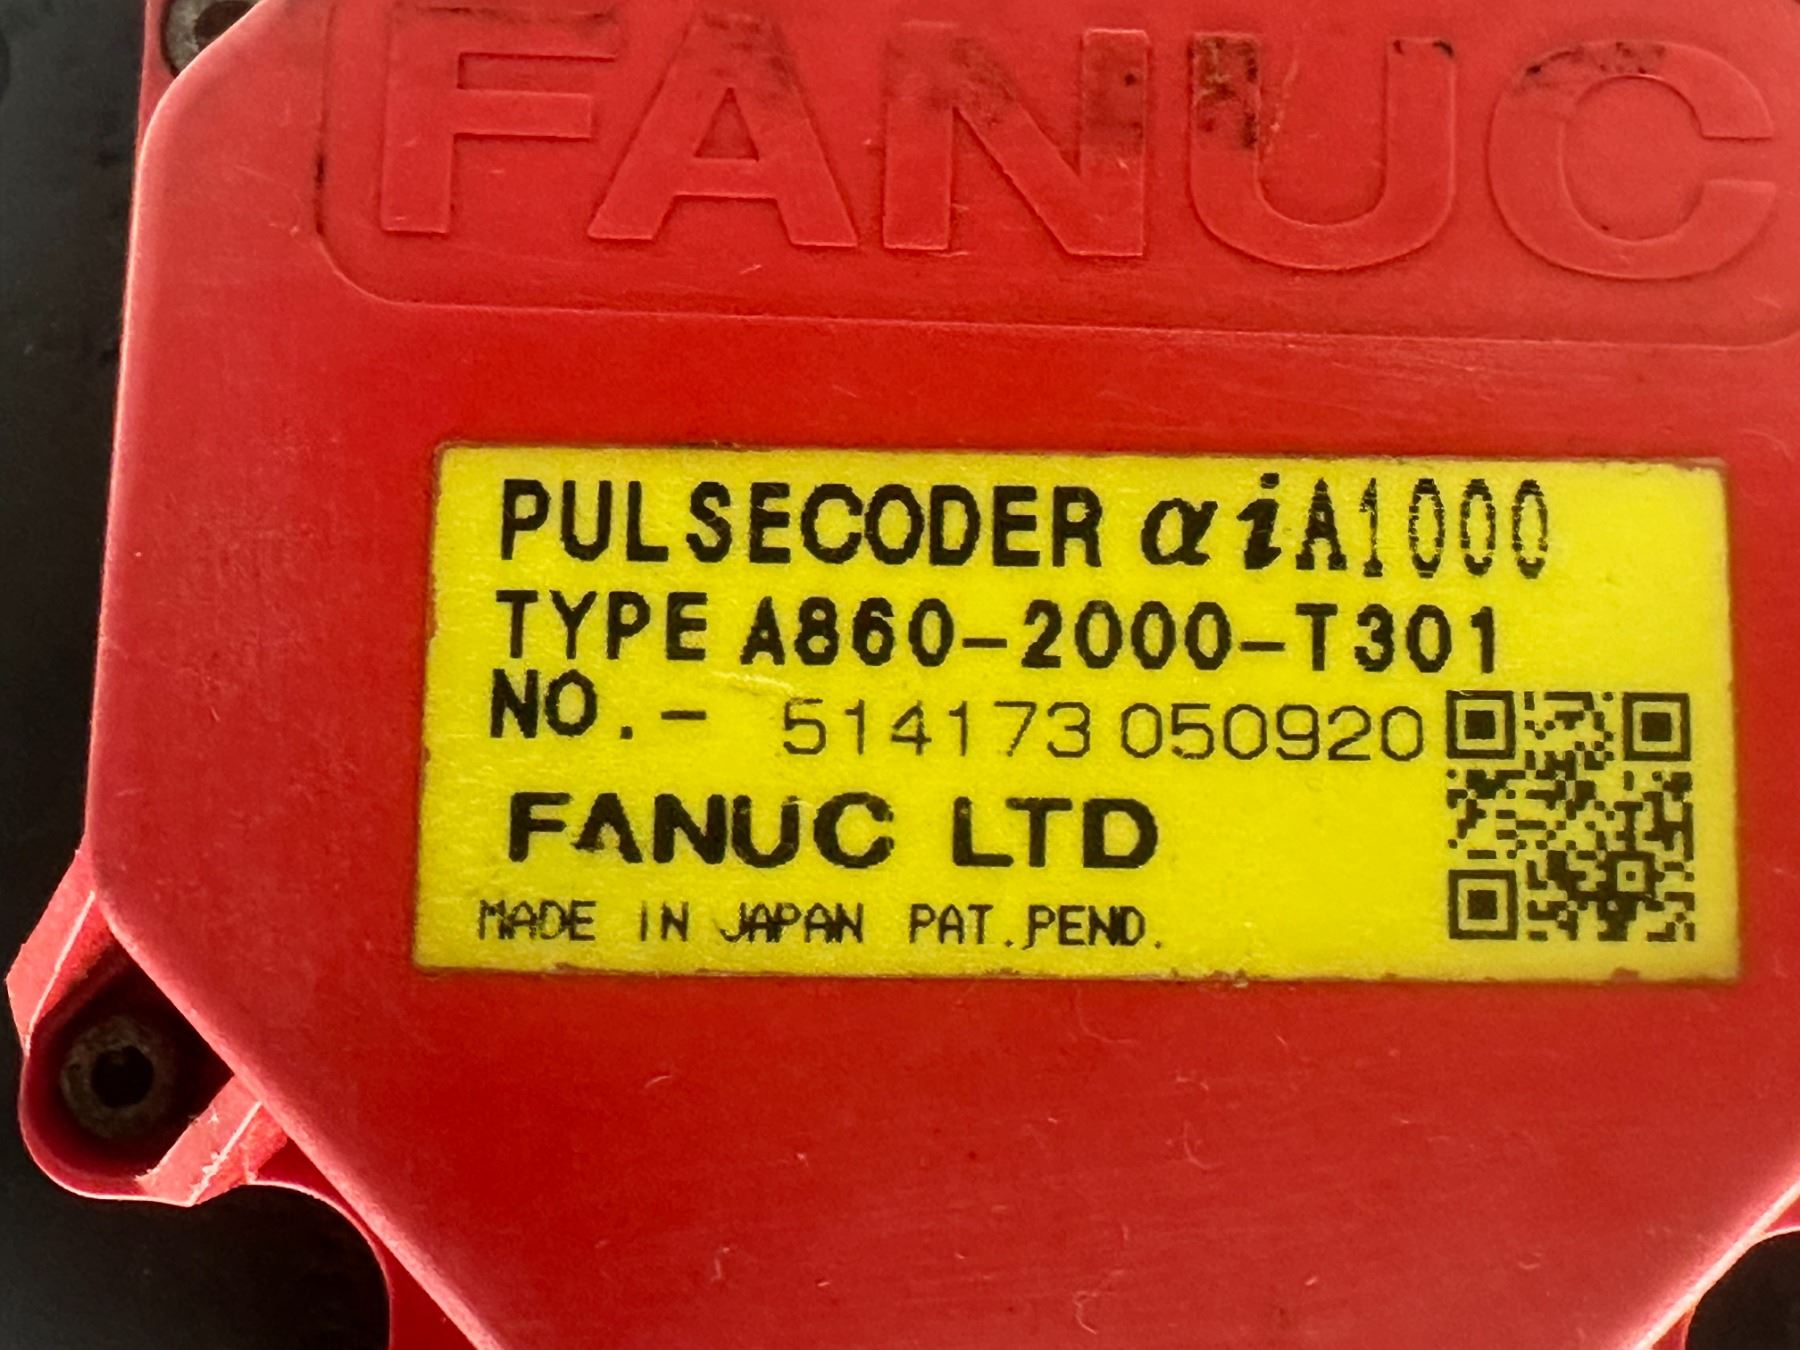 FANUC
PULSECODER αiA1000
TYPE A860-2000-T301
NO.- 514173 050920
FANUC LTD
MADE IN JAPAN PAT.PEND.